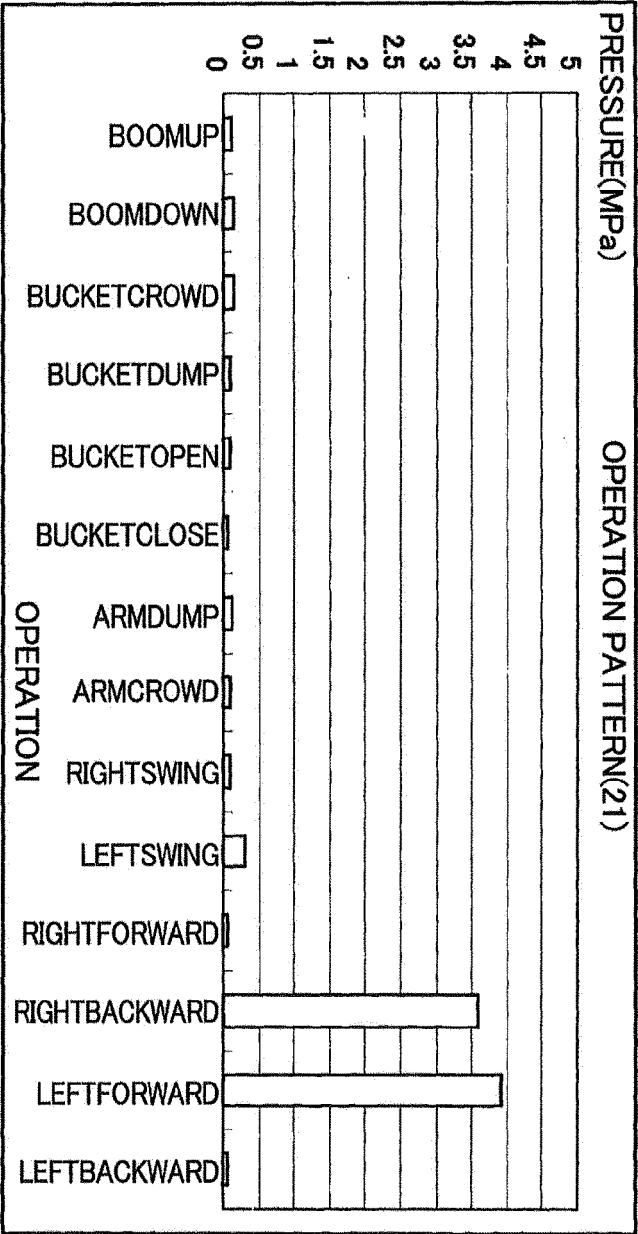 PRESSURE(MPa)
OPERATION PATTERN(21)
5
4.5
4
3.5
3
2.5
2
1.5
1
0.5
0
BOOMUP
BOOMDOWN
BUCKETCROWD
BUCKETDUMP
BUCKETOPEN
BUCKETCLOSE
ARMDUMP
ARMCROWD
RIGHTSWING
LEFTSWING
RIGHTFORWARD
RIGHTBACKWARD
LEFTFORWARD
LEFTBACKWARD
OPERATION